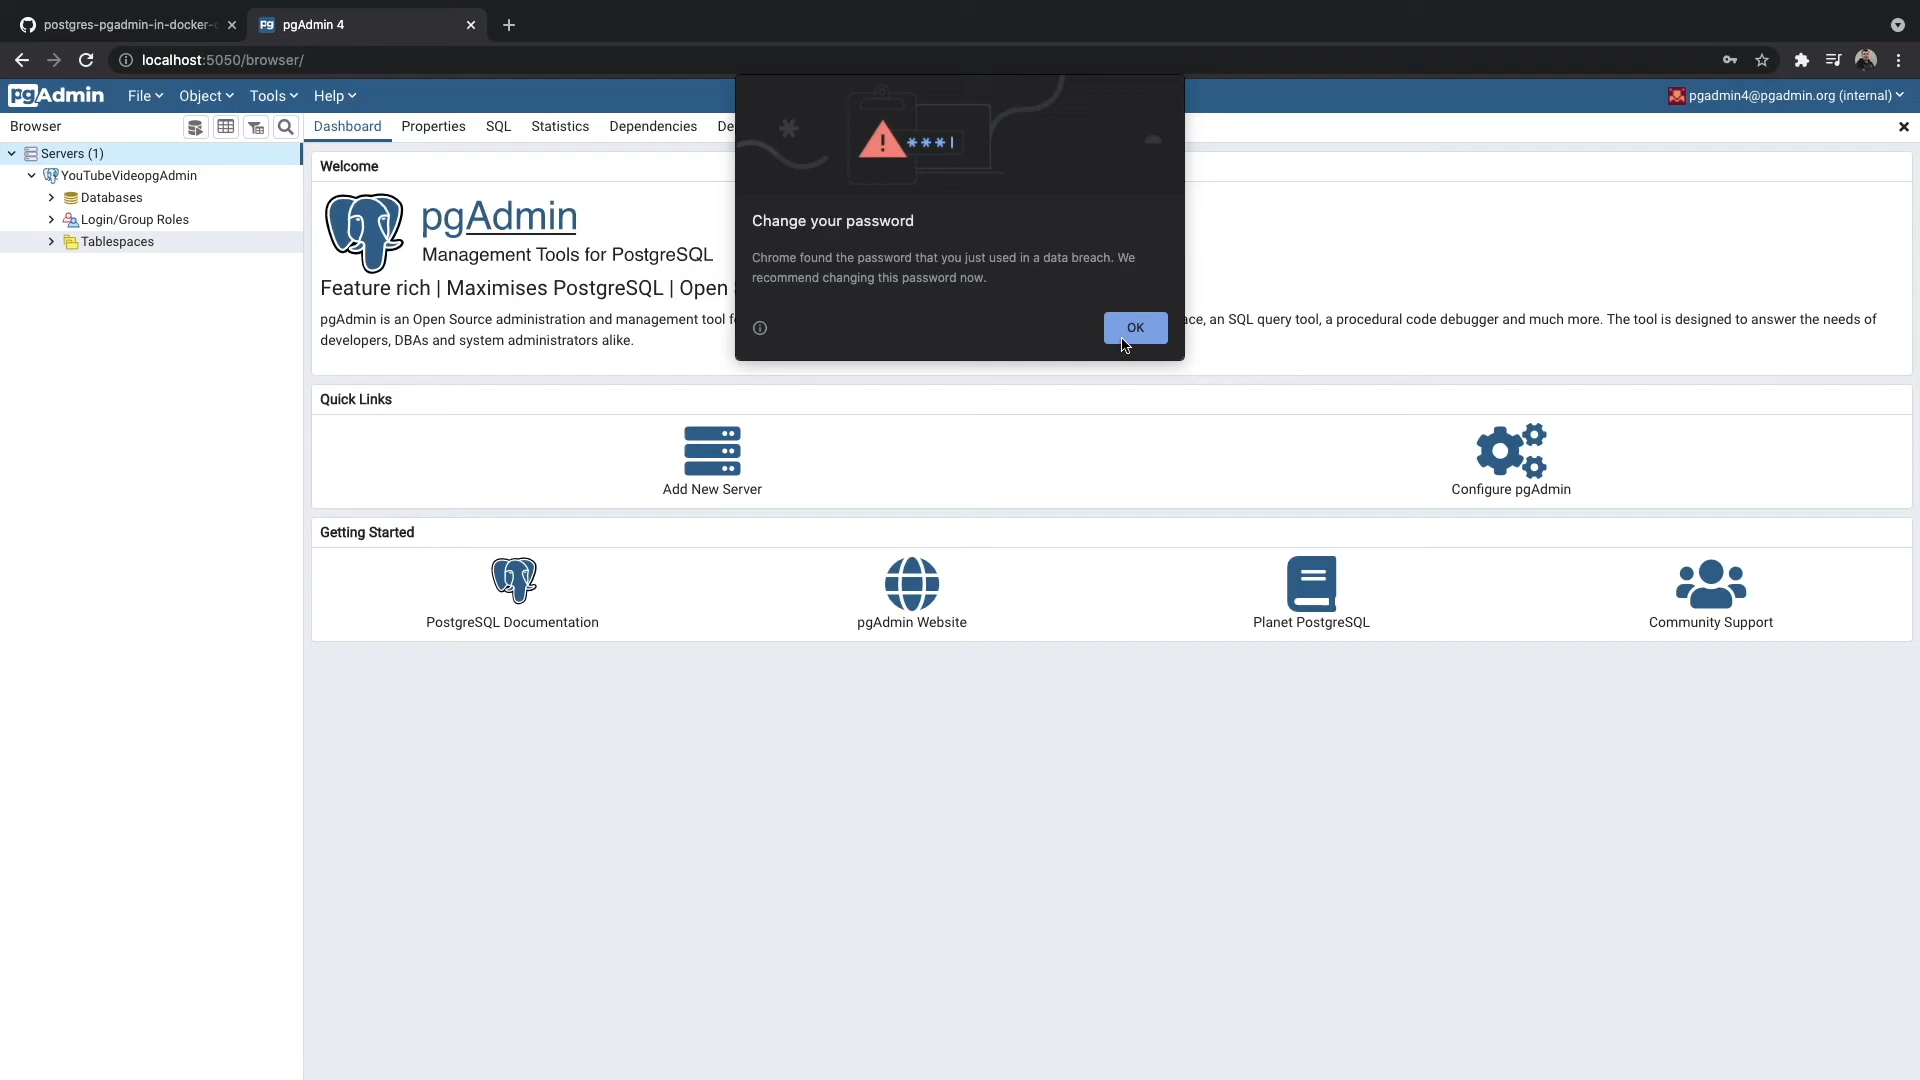 postgres-pgadmin-in-docker-
pgAdmin 4
localhost:5050/browser/
pgAdmin
File
Object
Tools
Help
pgadmin4@pgadmin.org (internal)
Browser
Dashboard
Properties
SQL
Statistics
Dependencies
De
Servers (1)
YouTubeVideopgAdmin
Databases
Login/Group Roles
Tablespaces
Welcome
pgAdmin
Management Tools for PostgreSQL
Feature rich | Maximises PostgreSQL | Open
pgAdmin is an Open Source administration and management tool f
ce, an SQL query tool, a procedural code debugger and much more. The tool is designed to answer the needs of
developers, DBAs and system administrators alike.
***|
Change your password
Chrome found the password that you just used in a data breach. We
recommend changing this password now.
OK
Quick Links
Add New Server
Configure pgAdmin
Getting Started
PostgreSQL Documentation
pgAdmin Website
Planet PostgreSQL
Community Support